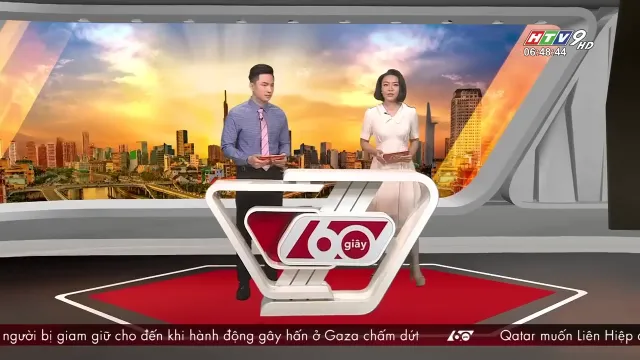 HTV9 HD
06:48:44
60 giây
người bị giam giữ cho đến khi hành động gây hấn ở Gaza chấm dứt 60 Qatar muốn Liên Hiệp